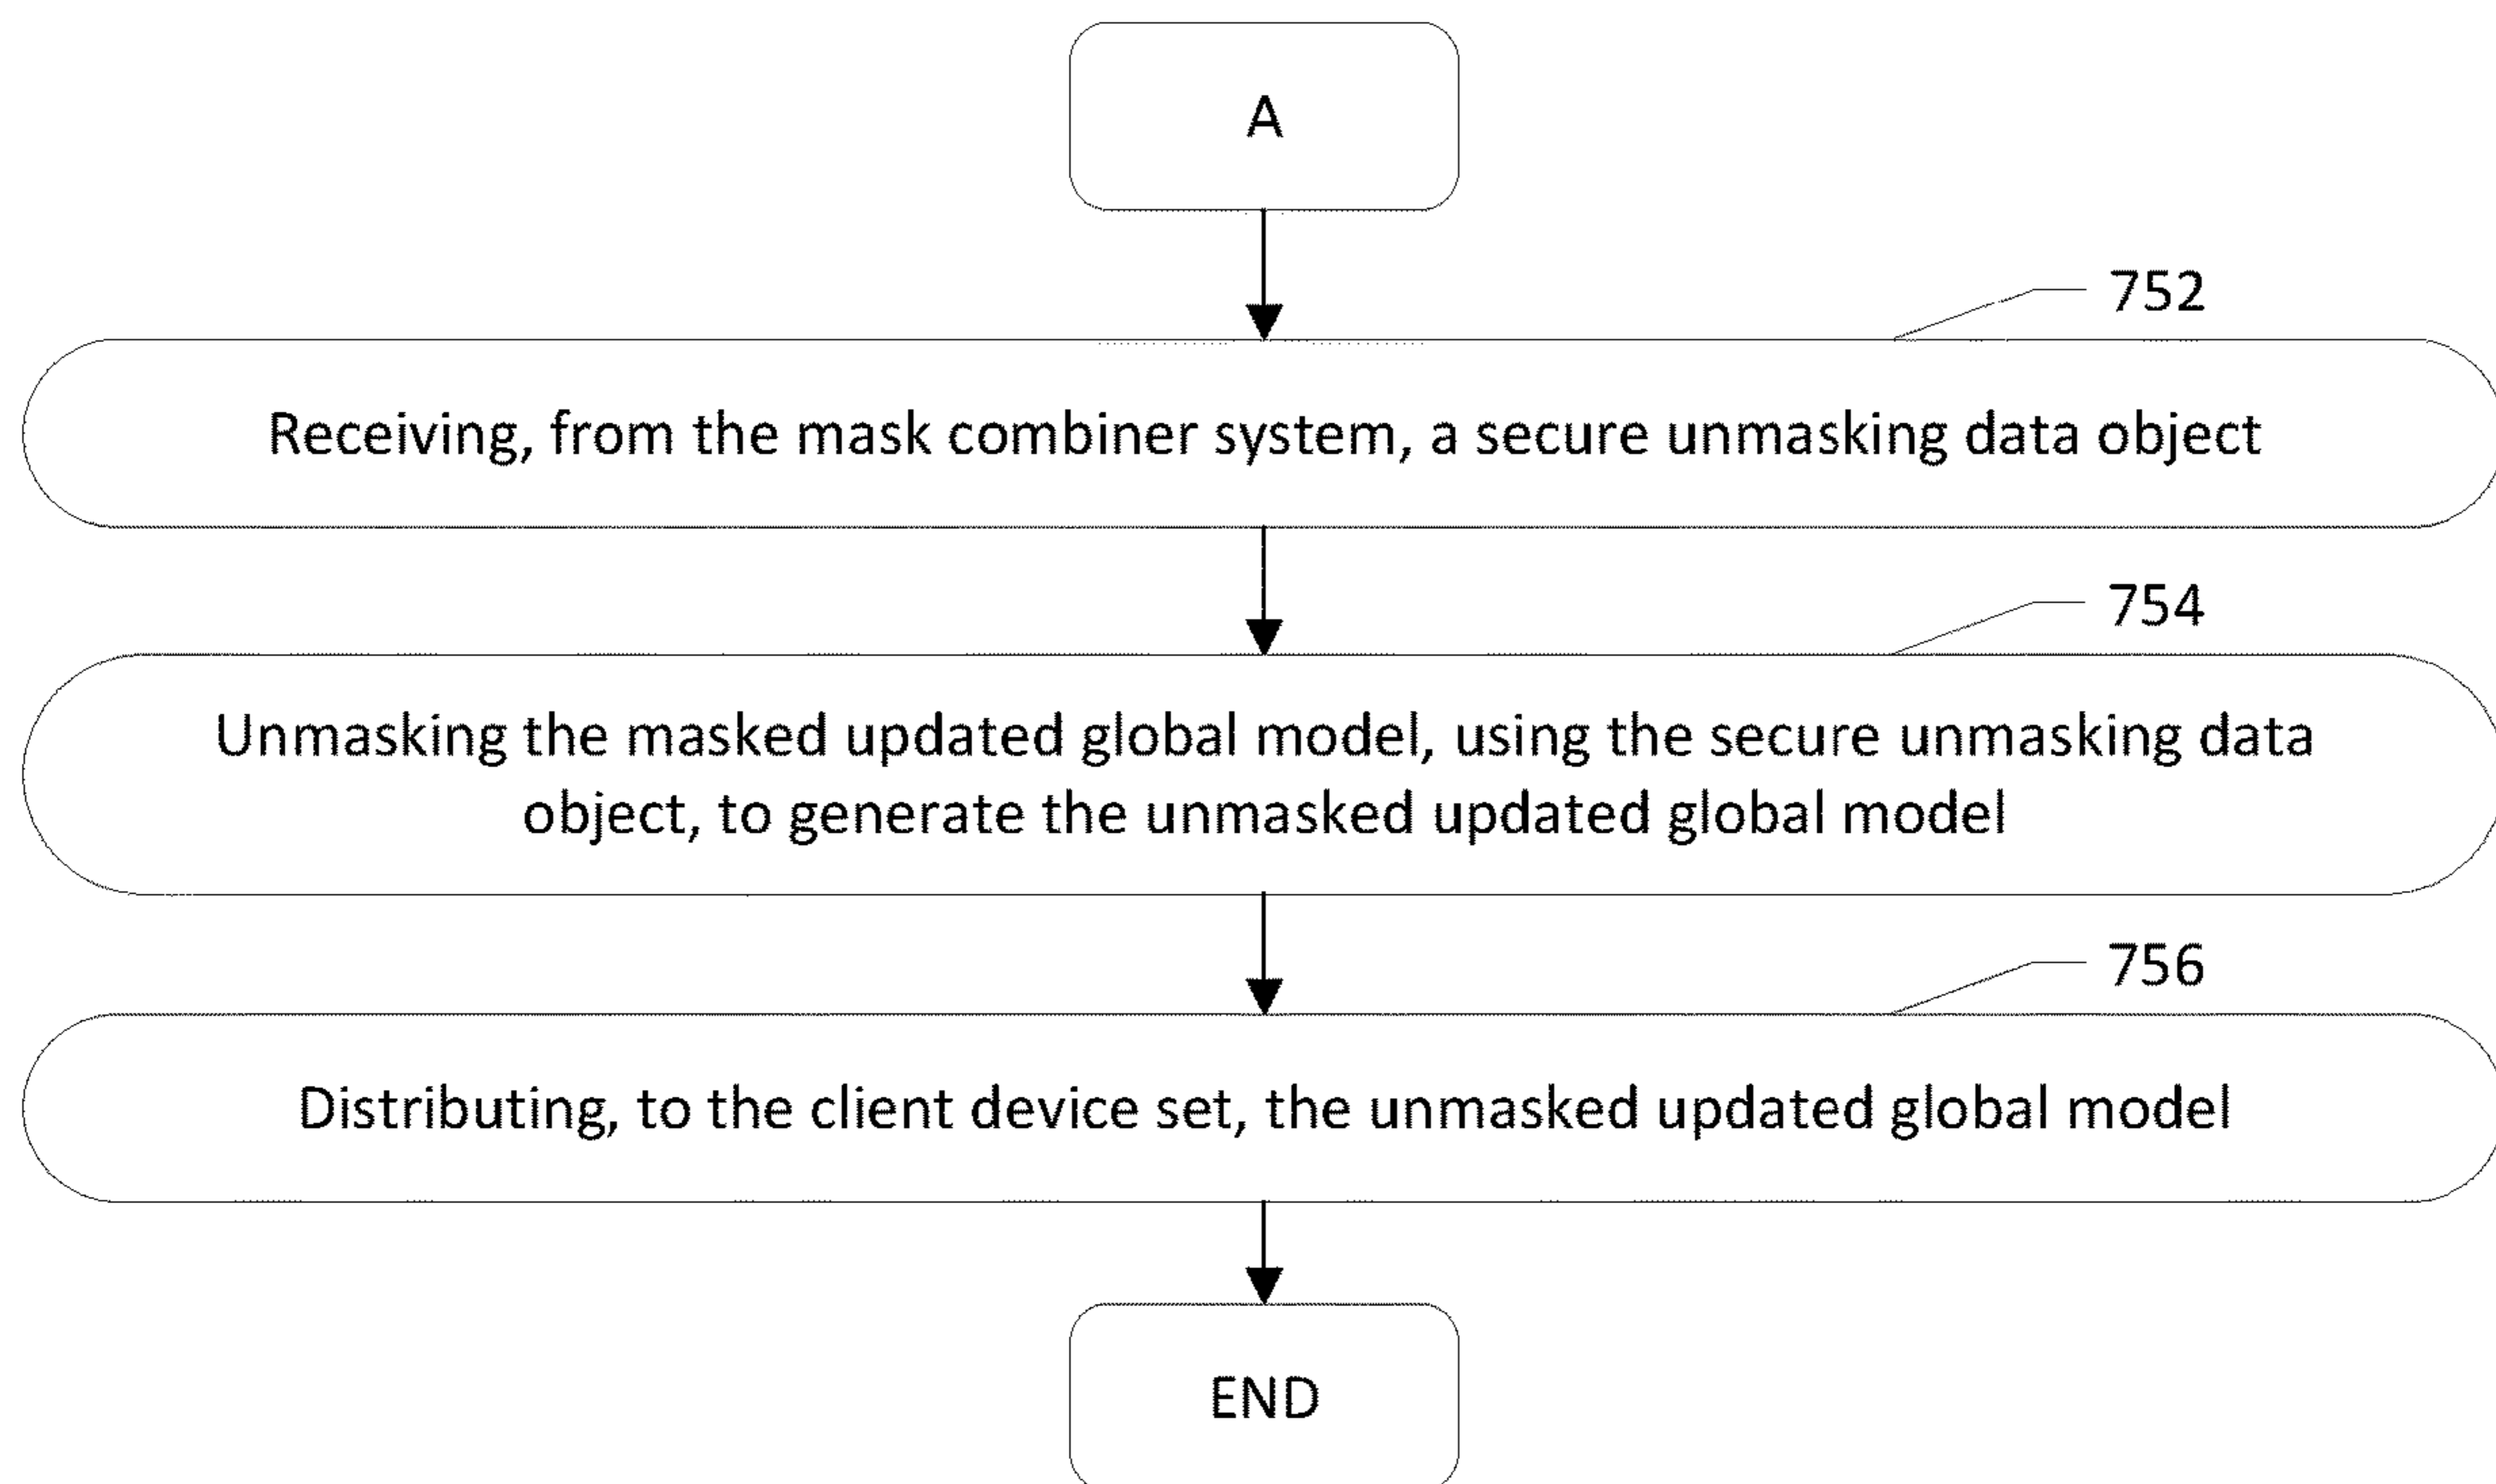 A
752
Receiving, from the mask combiner system, a secure unmasking data object
754
Unmasking the masked updated global model, using the secure unmasking data
object, to generate the unmasked updated global model
756
Distributing, to the client device set, the unmasked updated global model
END